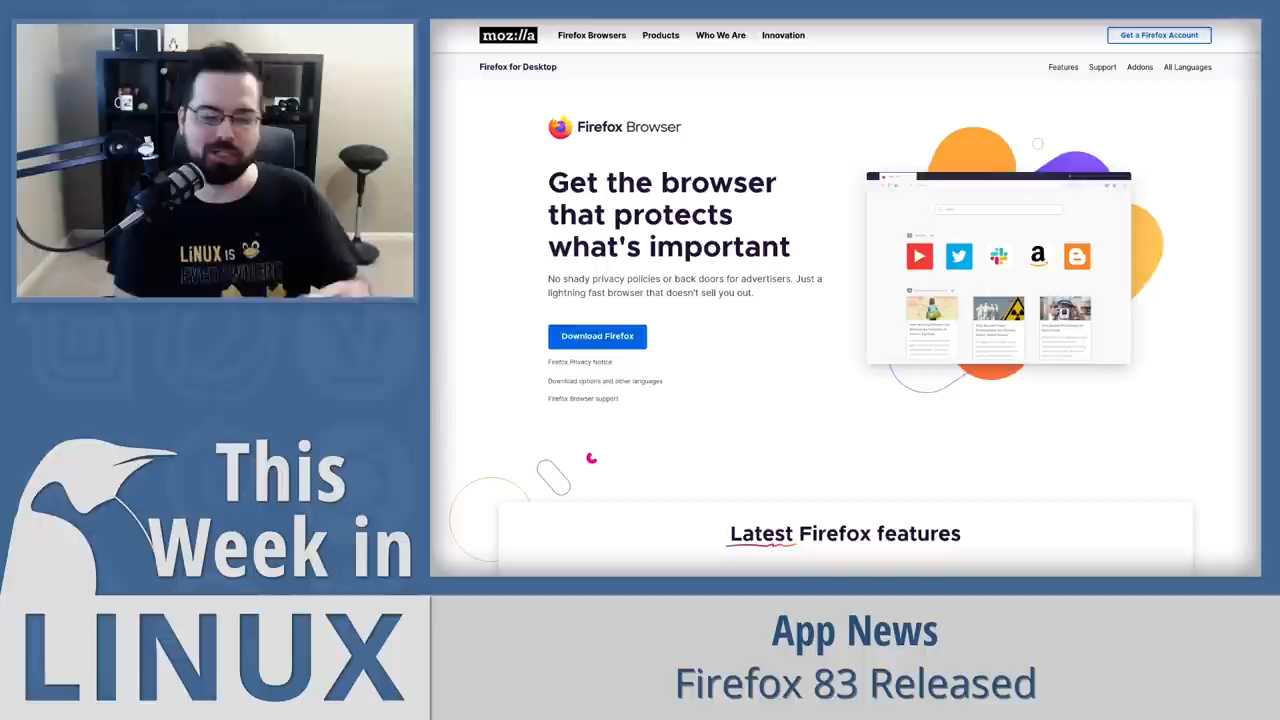 LiNUX IS
EVERYWHERE
moz://a
Firefox Browsers
Products
Who We Are
Innovation
Get a Firefox Account
Firefox for Desktop
Features
Support
Addons
All Languages
Firefox Browser
Get the browser
that protects
what's important
No shady privacy policies or back doors for advertisers. Just a
lightning fast browser that doesn't sell you out.
Download Firefox
Firefox Privacy Notice
Download options and other languages
Firefox Browser support
Latest Firefox features
This
Week in
LINUX
App News
Firefox 83 Released